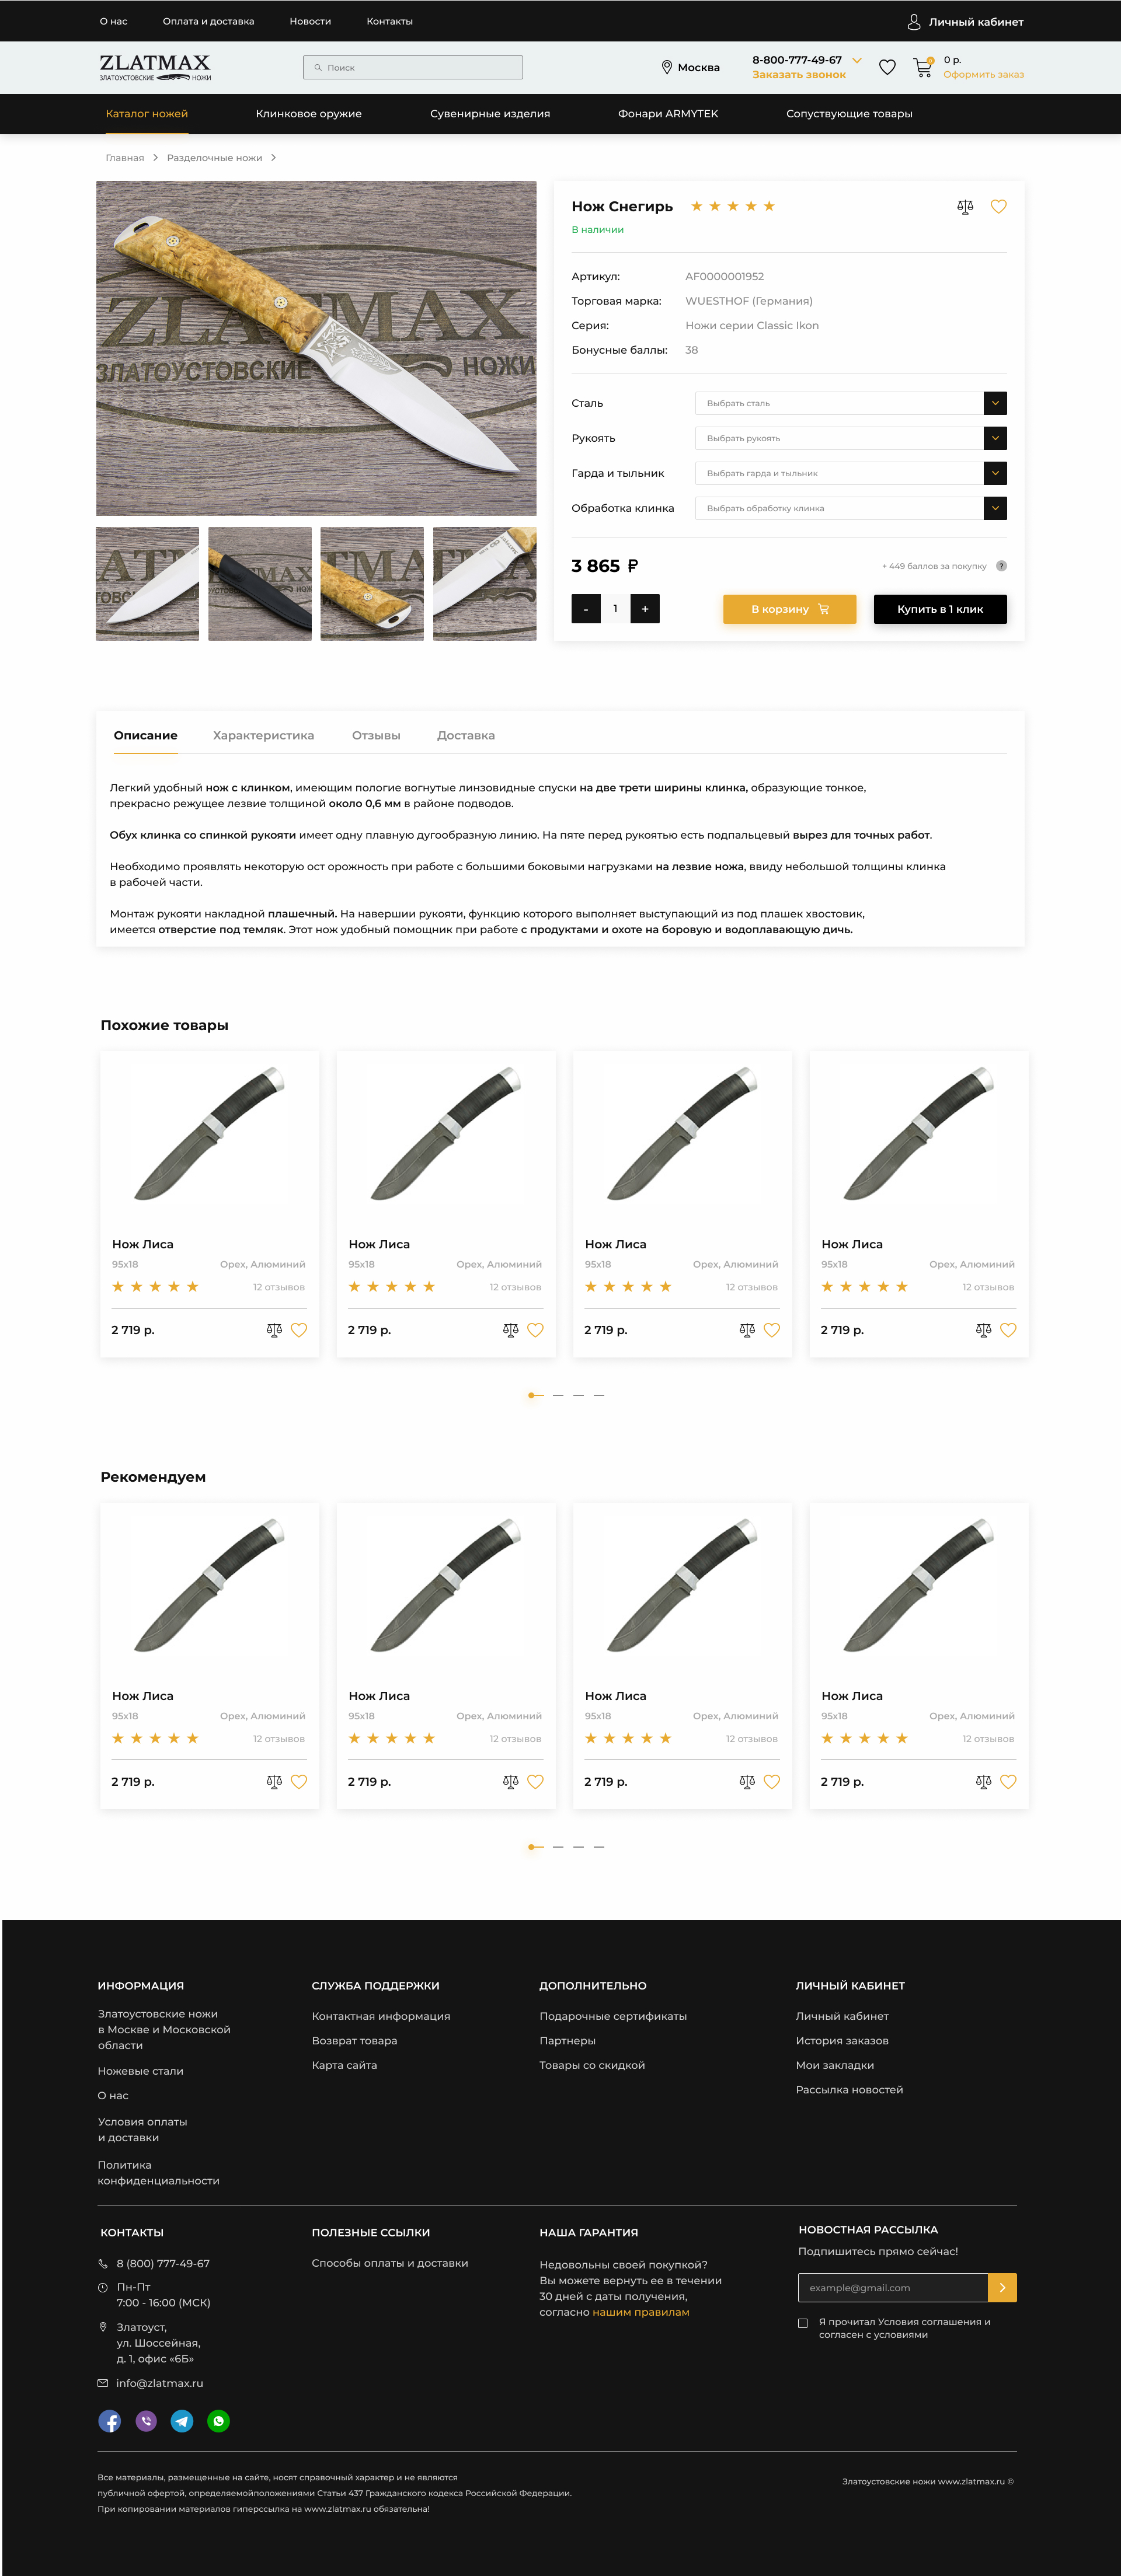 О нас
Оплата и доставка
Новости
Контакты
Личный кабинет
ZLATMAX
ЗЛАТОУСТОВСКИЕ НОЖИ
Поиск
Москва
8-800-777-49-67
Заказать звонок
0 р.
Оформить заказ
Каталог ножей
Клинковое оружие
Сувенирные изделия
Фонари ARMYTEK
Сопуствующие товары
Главная
Разделочные ножи
ZLATMAX
ЗЛАТОУСТОВСКИЕ НОЖИ
Нож Снегирь
В наличии
Артикул: AF0000001952
Торговая марка: WUESTHOF (Германия)
Серия: Ножи серии Classic Ikon
Бонусные баллы: 38
Сталь Выбрать сталь
Рукоять Выбрать рукоять
Гарда и тыльник Выбрать гарда и тыльник
Обработка клинка Выбрать обработку клинка
3 865 ₽
+ 449 баллов за покупку ?
- 1 +
В корзину
Купить в 1 клик
Описание
Характеристика
Отзывы
Доставка
Легкий удобный нож с клинком, имеющим пологие вогнутые линзовидные спуски на две трети ширины клинка, образующие тонкое,
прекрасно режущее лезвие толщиной около 0,6 мм в районе подводов.
Обух клинка со спинкой рукояти имеет одну плавную дугообразную линию. На пяте перед рукоятью есть подпальцевый вырез для точных работ.
Необходимо проявлять некоторую ост орожность при работе с большими боковыми нагрузками на лезвие ножа, ввиду небольшой толщины клинка
в рабочей части.
Монтаж рукояти накладной плашечный. На навершии рукояти, функцию которого выполняет выступающий из под плашек хвостовик,
имеется отверстие под темляк. Этот нож удобный помощник при работе с продуктами и охоте на боровую и водоплавающую дичь.
Похожие товары
Нож Лиса
95х18 Орех, Алюминий
12 отзывов
2 719 р.
Нож Лиса
95х18 Орех, Алюминий
12 отзывов
2 719 р.
Нож Лиса
95х18 Орех, Алюминий
12 отзывов
2 719 р.
Нож Лиса
95х18 Орех, Алюминий
12 отзывов
2 719 р.
Рекомендуем
Нож Лиса
95х18 Орех, Алюминий
12 отзывов
2 719 р.
Нож Лиса
95х18 Орех, Алюминий
12 отзывов
2 719 р.
Нож Лиса
95х18 Орех, Алюминий
12 отзывов
2 719 р.
Нож Лиса
95х18 Орех, Алюминий
12 отзывов
2 719 р.
ИНФОРМАЦИЯ
Златоустовские ножи
в Москве и Московской
области
Ножевые стали
О нас
Условия оплаты
и доставки
Политика
конфиденциальности
СЛУЖБА ПОДДЕРЖКИ
Контактная информация
Возврат товара
Карта сайта
ДОПОЛНИТЕЛЬНО
Подарочные сертификаты
Партнеры
Товары со скидкой
ЛИЧНЫЙ КАБИНЕТ
Личный кабинет
История заказов
Мои закладки
Рассылка новостей
КОНТАКТЫ
8 (800) 777-49-67
Пн-Пт
7:00 - 16:00 (МСК)
Златоуст,
ул. Шоссейная,
д. 1, офис «6Б»
info@zlatmax.ru
ПОЛЕЗНЫЕ ССЫЛКИ
Способы оплаты и доставки
НАША ГАРАНТИЯ
Недовольны своей покупкой?
Вы можете вернуть ее в течении
30 дней с даты получения,
согласно нашим правилам
НОВОСТНАЯ РАССЫЛКА
Подпишитесь прямо сейчас!
example@gmail.com
Я прочитал Условия соглашения и
согласен с условиями
Все материалы, размещенные на сайте, носят справочный характер и не являются
публичной офертой, определяемойположениями Статьи 437 Гражданского кодекса Российской Федерации.
При копировании материалов гиперссылка на www.zlatmax.ru обязательна!
Златоустовские ножи www.zlatmax.ru ©